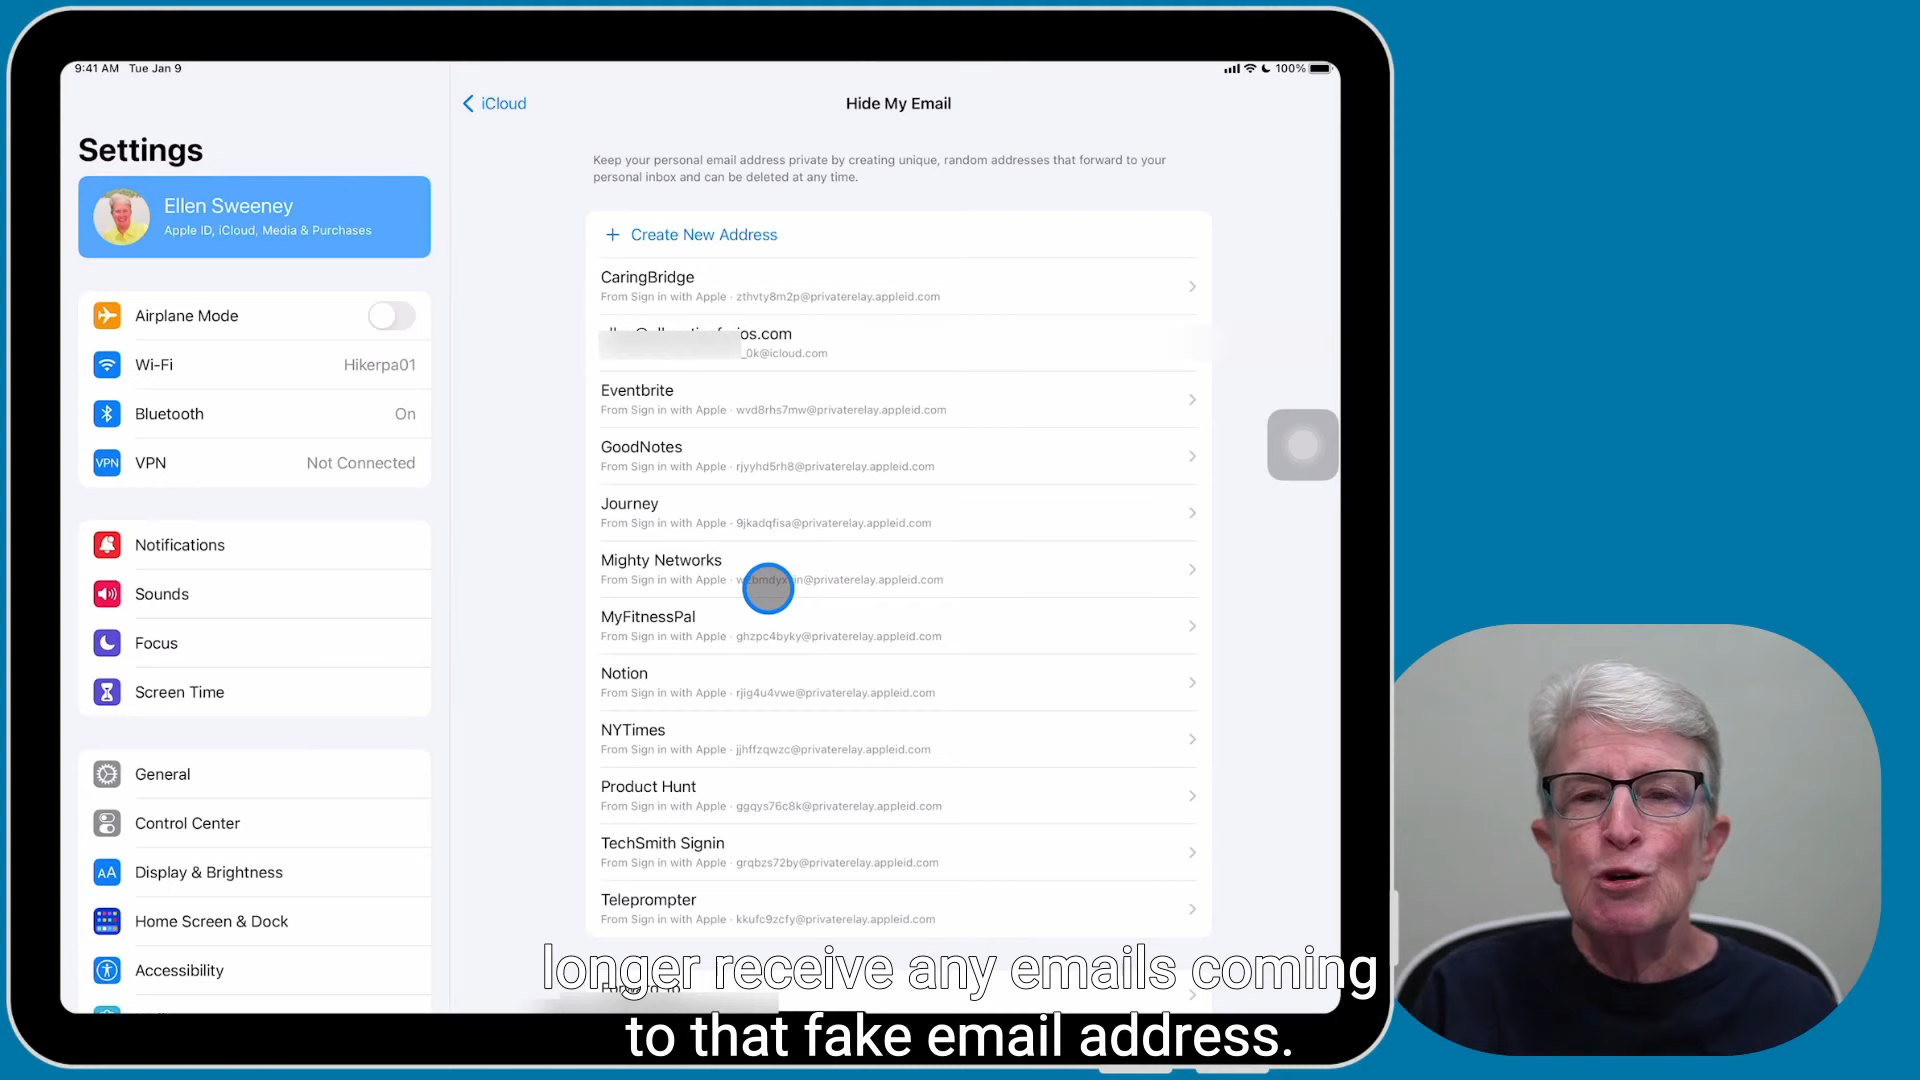 9:41 AM Tue Jan 9
100%
Settings
Ellen Sweeney
Apple ID, iCloud, Media & Purchases
Airplane Mode
Wi-Fi
Hikerpa01
Bluetooth
On
VPN
VPN
Not Connected
Notifications
Sounds
Focus
Screen Time
General
Control Center
AA
Display & Brightness
Home Screen & Dock
Accessibility
iCloud
Hide My Email
Keep your personal email address private by creating unique, random addresses that forward to your
personal inbox and can be deleted at any time.
+ Create New Address
CaringBridge
From Sign in with Apple · zthvty8m2p@privaterelay.appleid.com
os.com
_0k@icloud.com
Eventbrite
From Sign in with Apple · wvd8rhs7mw@privaterelay.appleid.com
GoodNotes
From Sign in with Apple · rjyyhd5rh8@privaterelay.appleid.com
Journey
From Sign in with Apple · 9jkadqfisa@privaterelay.appleid.com
Mighty Networks
From Sign in with Apple · @privaterelay.appleid.com
MyFitnessPal
From Sign in with Apple · ghzpc4byky@privaterelay.appleid.com
Notion
From Sign in with Apple · rjig4u4vwe@privaterelay.appleid.com
NYTimes
From Sign in with Apple · jjhffzqwzc@privaterelay.appleid.com
Product Hunt
From Sign in with Apple · ggqys76c8k@privaterelay.appleid.com
TechSmith Signin
From Sign in with Apple · grqbzs72by@privaterelay.appleid.com
Teleprompter
From Sign in with Apple · kkufc9zcfy@privaterelay.appleid.com
Forward To
longer receive any emails coming
to that fake email address.